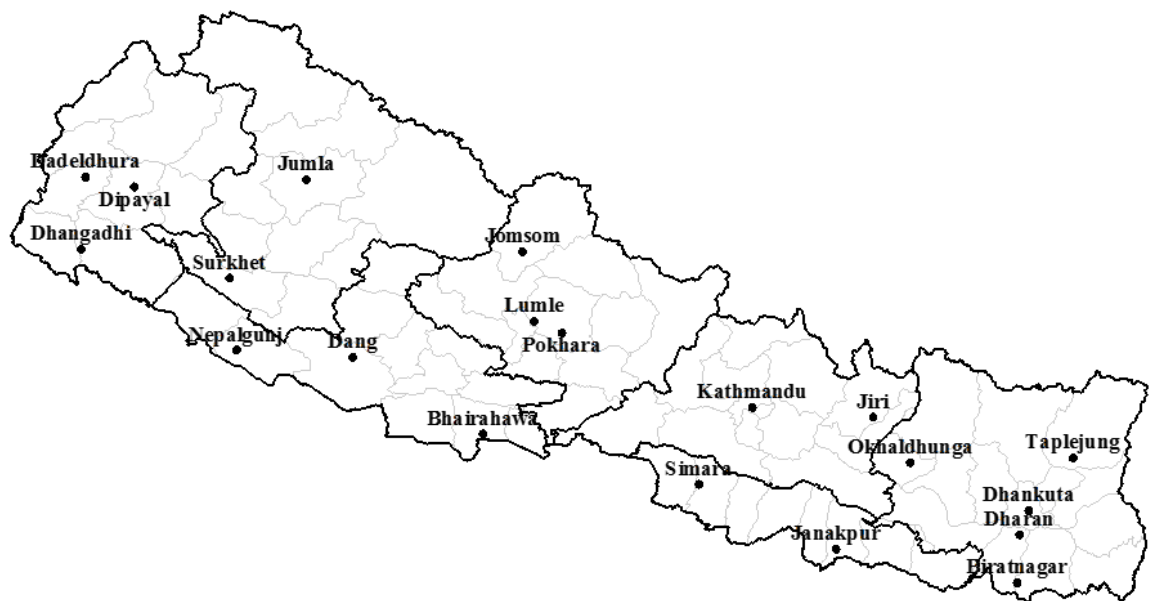 Dadeldhura
Jumla
Dipayal
Dhangadhi
Jomsom
Surkhet
Lumle
Nepalgunj
Dang
Pokhara
Kathmandu
Jiri
Bhairahawa
Okhaldhunga
Taplejung
Simara
Dhankuta
Dharan
Janakpur
Biratnagar